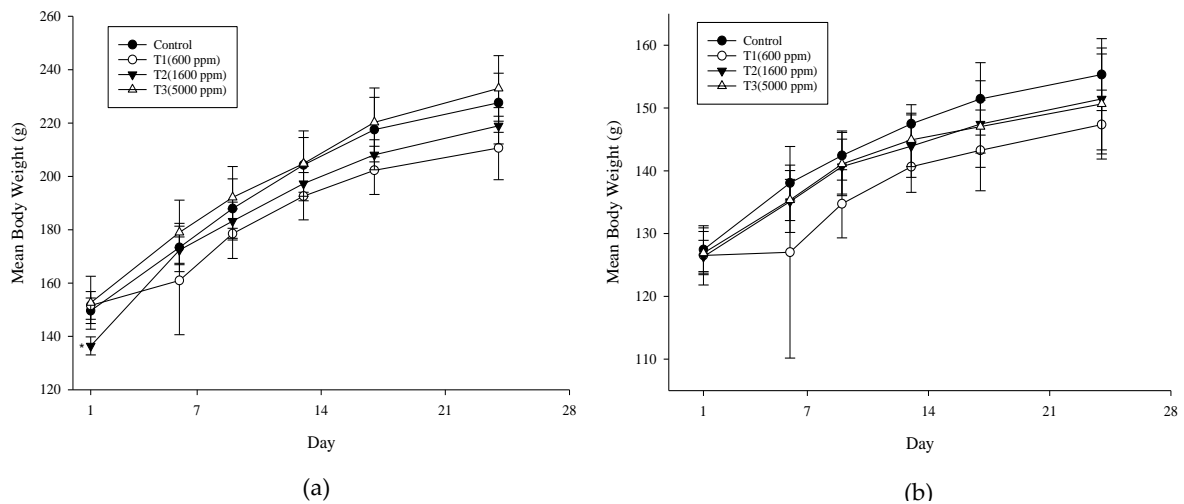 260
240
220
200
180
160
140
120
Mean Body Weight (g)
Control
T1(600 ppm)
T2(1600 ppm)
T3(5000 ppm)
*
1
7
14
21
28
Day
(a)
160
150
140
130
120
110
Mean Body Weight (g)
Control
T1(600 ppm)
T2(1600 ppm)
T3(5000 ppm)
1
7
14
21
28
Day
(b)